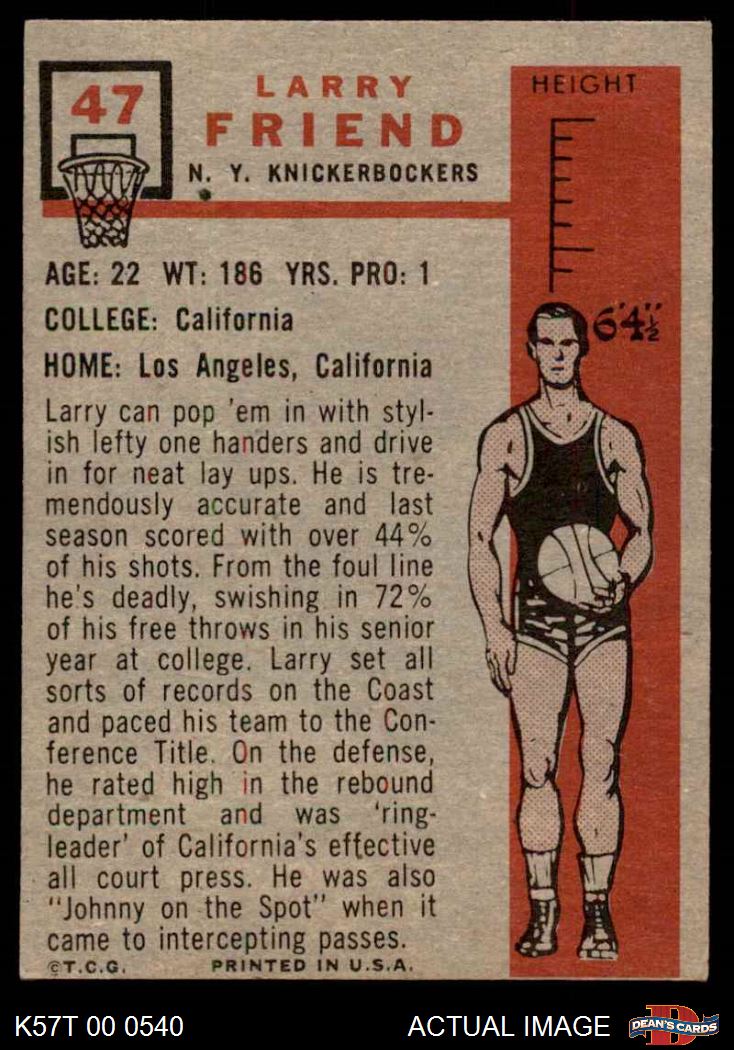 47
LARRY
FRIEND
N. Y. KNICKERBOCKERS
HEIGHT
6'4½"
AGE: 22 WT: 186 YRS. PRO: 1
COLLEGE: California
HOME: Los Angeles, California
Larry can pop 'em in with styl-
ish lefty one handers and drive
in for neat lay ups. He is tre-
mendously accurate and last
season scored with over 44%
of his shots. From the foul line
he's deadly, swishing in 72%
of his free throws in his senior
year at college. Larry set all
sorts of records on the Coast
and paced his team to the Con-
ference Title. On the defense,
he rated high in the rebound
department and was 'ring-
leader' of California's effective
all court press. He was also
"Johnny on the Spot" when it
came to intercepting passes.
©T.C.G. PRINTED IN U.S.A.
K57T 00 0540 ACTUAL IMAGE
D
DEAN'S CARDS